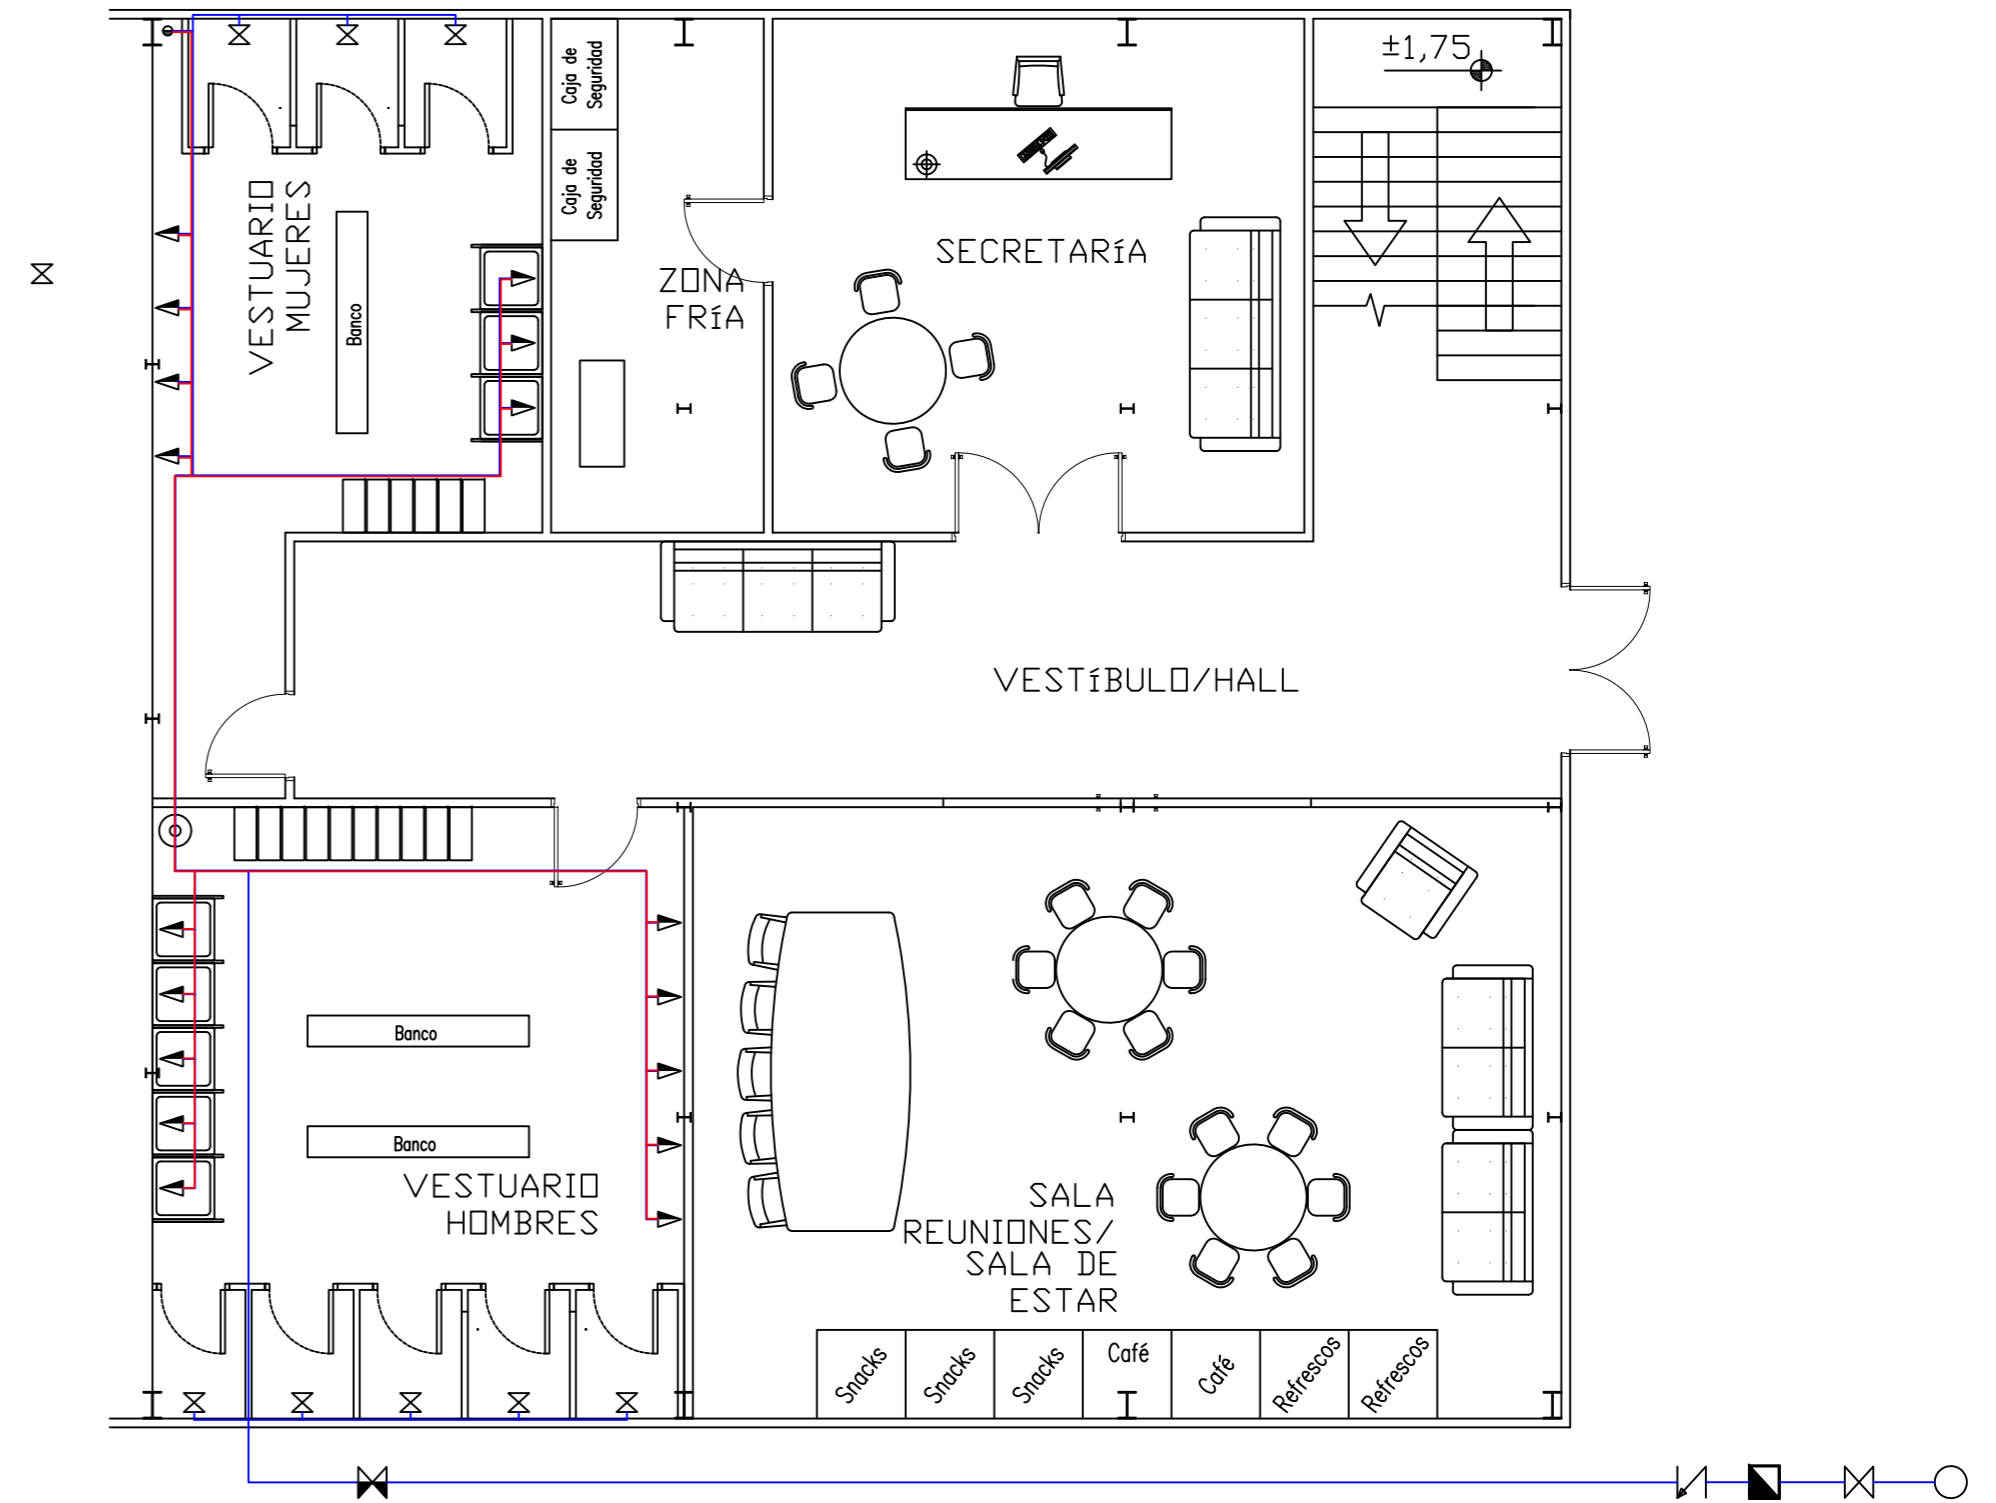 ±1,75
Caja de
Seguridad
Caja de
Seguridad
VESTUARIO
MUJERES
Banco
ZONA
FRíA
SECRETARíA
VESTíBULO/HALL
Banco
Banco
VESTUARIO
HOMBRES
SALA
REUNIONES/
SALA DE
ESTAR
Snacks
Snacks
Snacks
Café
Café
Refrescos
Refrescos